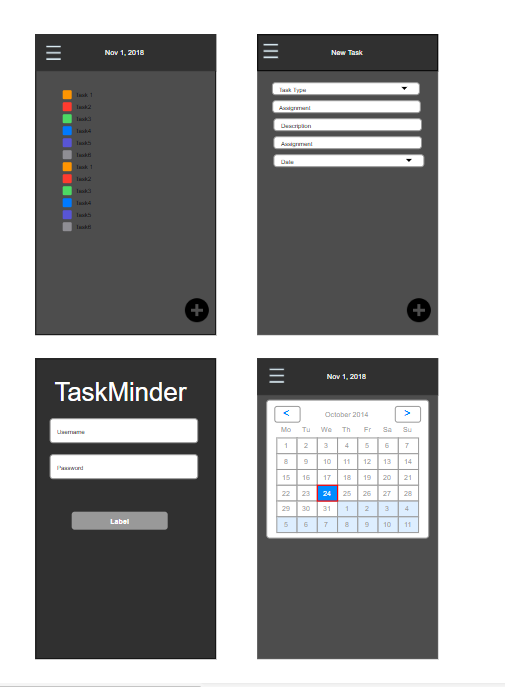 Nov 1, 2018
Task 1
Task2
Task3
Task4
Task5
Task6
Task 1
Task2
Task3
Task4
Task5
Task6
New Task
Task Type
Assignment
Description
Assignment
Date
TaskMinder
Username
Password
Label
Nov 1, 2018
< October 2014 >
Mo Tu We Th Fr Sa Su
1 2 3 4 5 6 7
8 9 10 11 12 13 14
15 16 17 18 19 20 21
22 23 24 25 26 27 28
29 30 31 1 2 3 4
5 6 7 8 9 10 11